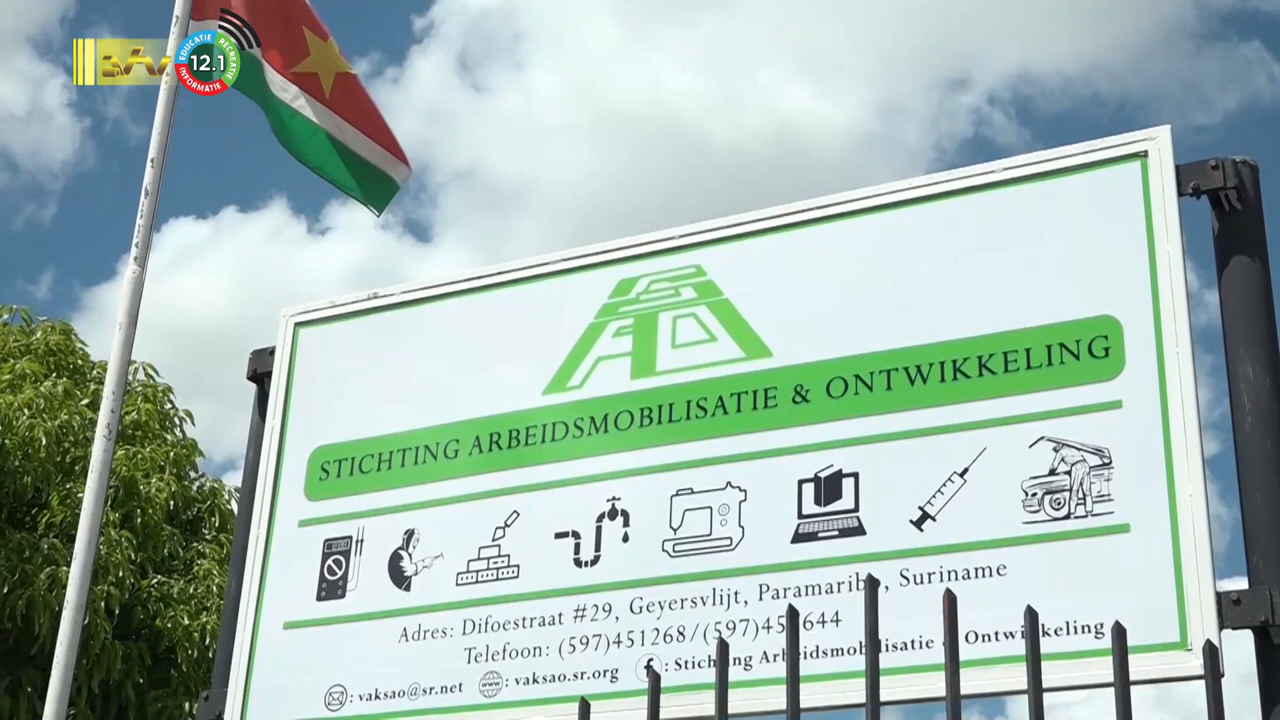 EDUCATIE
RECREATIE
12.1
INFORMATIE
STICHTING ARBEIDSMOBILISATIE & ONTWIKKELING
Adres: Difoestraat #29, Geyersvlijt, Paramaribo, Suriname
Telefoon: (597)451268/(597)45 644
: vaksao@sr.net
www
: vaksao.sr.org
f
: Stichting Arbeidsmobilisatie & Ontwikkeling